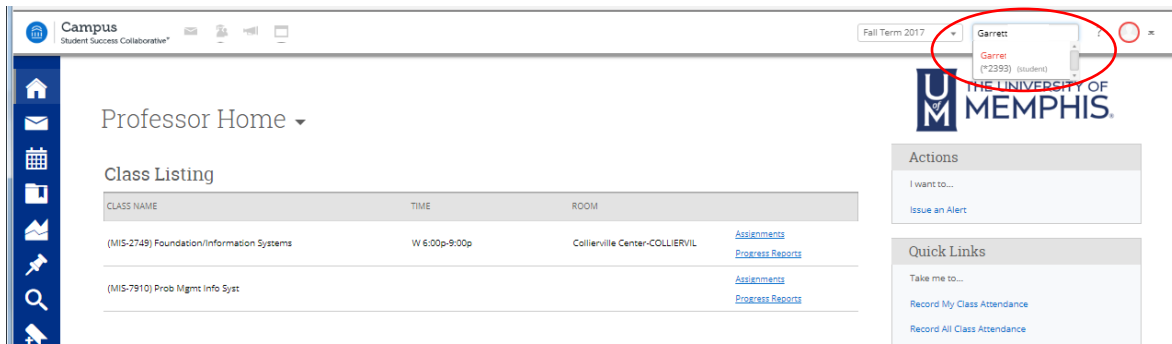 Campus
Student Success Collaborative™
Fall Term 2017
Garrett
?
Garret
(*2393) (student)
U of M
THE UNIVERSITY OF
MEMPHIS.
Professor Home
Class Listing
CLASS NAME TIME ROOM
(MIS-2749) Foundation/Information Systems W 6:00p-9:00p Collierville Center-COLLIERVIL Assignments
Progress Reports
(MIS-7910) Prob Mgmt Info Syst Assignments
Progress Reports
Actions
I want to...
Issue an Alert
Quick Links
Take me to...
Record My Class Attendance
Record All Class Attendance